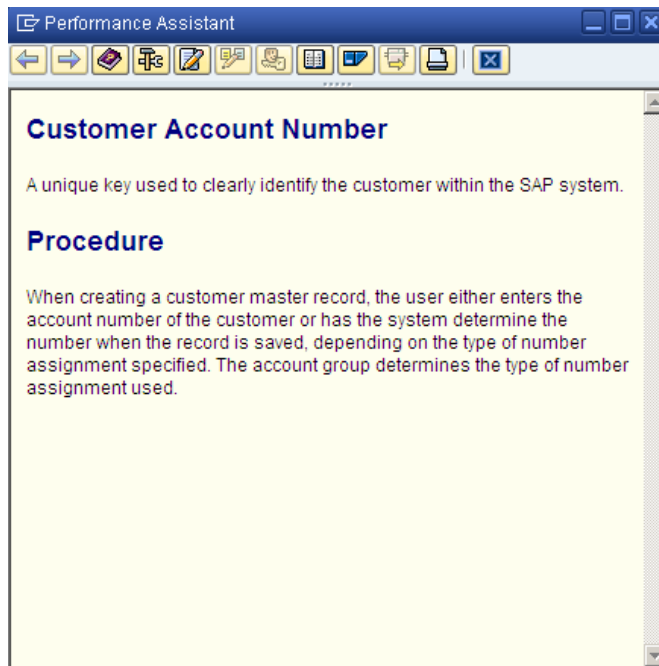 Performance Assistant
Customer Account Number
A unique key used to clearly identify the customer within the SAP system.
Procedure
When creating a customer master record, the user either enters the
account number of the customer or has the system determine the
number when the record is saved, depending on the type of number
assignment specified. The account group determines the type of number
assignment used.